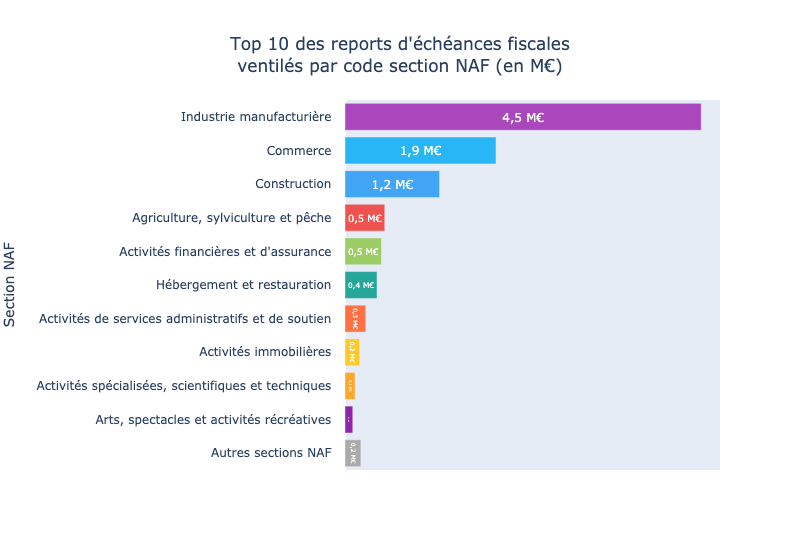 Top 10 des reports d'échéances fiscales
ventilés par code section NAF (en M€)
Section NAF
Industrie manufacturière 4,5 M€
Commerce 1,9 M€
Construction 1,2 M€
Agriculture, sylviculture et pêche 0,5 M€
Activités financières et d'assurance 0,5 M€
Hébergement et restauration 0,4 M€
Activités de services administratifs et de soutien 0,3 M€
Activités immobilières 0,2 M€
Activités spécialisées, scientifiques et techniques
Arts, spectacles et activités récréatives
Autres sections NAF 0,2 M€